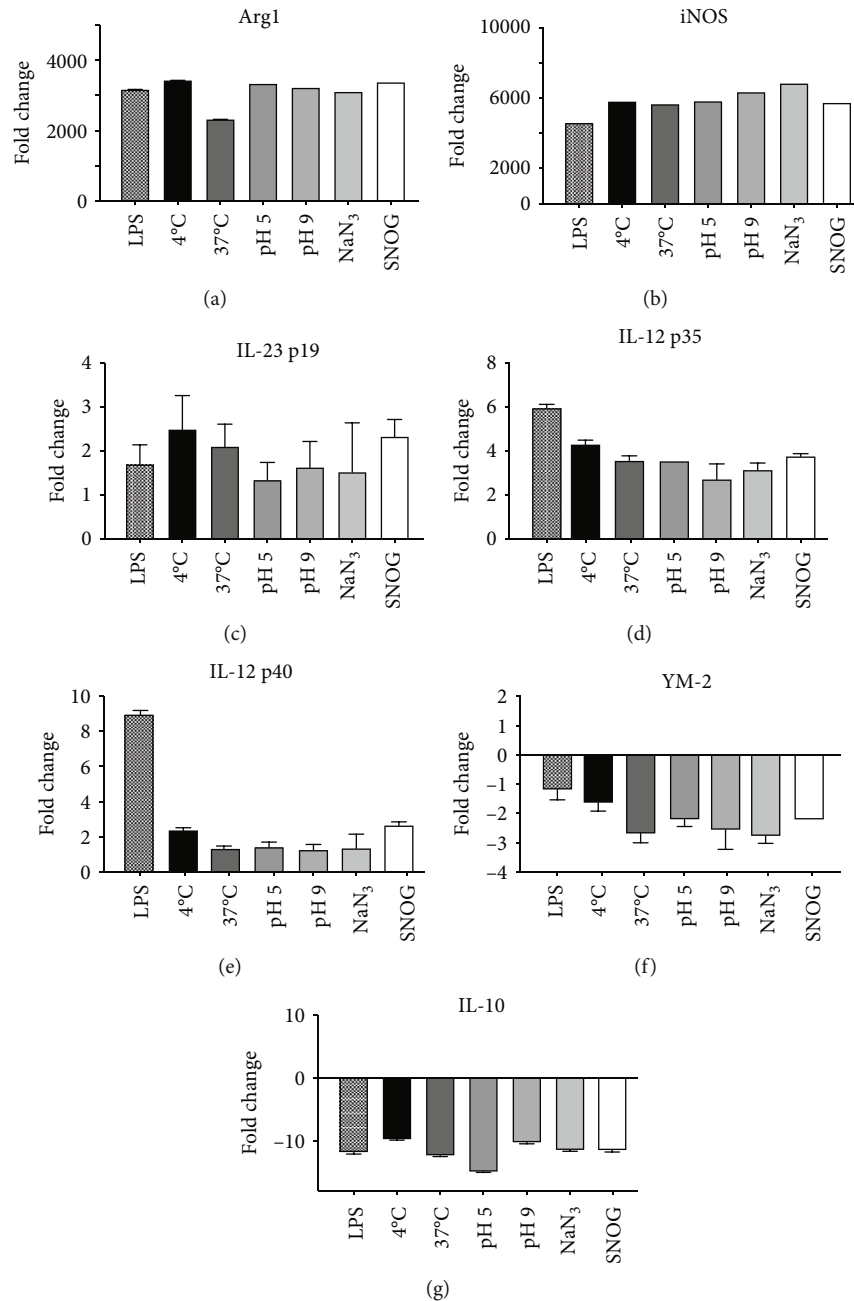 Arg1
Fold change
4000
2000
0
LPS
4°C
37°C
pH 5
pH 9
NaN₃
SNOG
(a)
iNOS
Fold change
10000
8000
6000
4000
2000
0
LPS
4°C
37°C
pH 5
pH 9
NaN₃
SNOG
(b)
IL-23 p19
Fold change
4
3
2
1
0
LPS
4°C
37°C
pH 5
pH 9
NaN₃
SNOG
(c)
IL-12 p35
Fold change
8
6
4
2
0
LPS
4°C
37°C
pH 5
pH 9
NaN₃
SNOG
(d)
IL-12 p40
Fold change
10
8
6
4
2
0
LPS
4°C
37°C
pH 5
pH 9
NaN₃
SNOG
(e)
YM-2
Fold change
2
1
0
−1
−2
−3
−4
LPS
4°C
37°C
pH 5
pH 9
NaN₃
SNOG
(f)
IL-10
Fold change
10
0
−10
LPS
4°C
37°C
pH 5
pH 9
NaN₃
SNOG
(g)